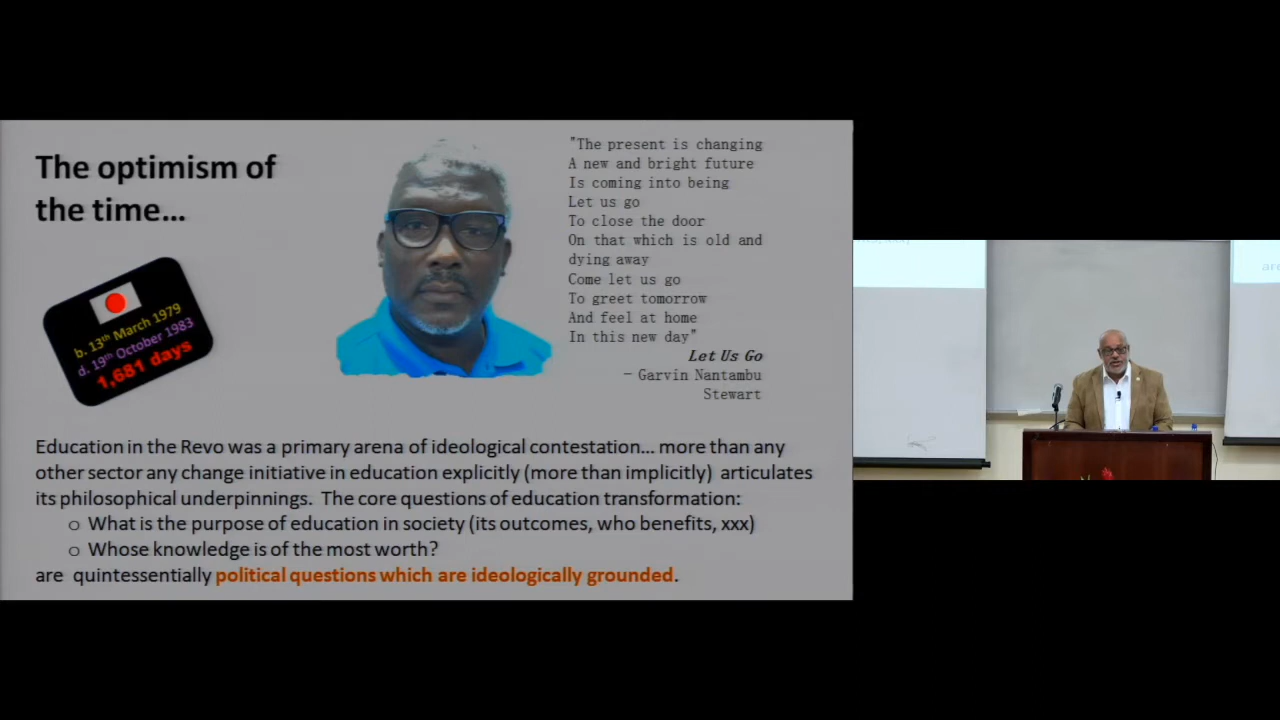 The optimism of
the time...
b. 13th March 1979
d. 19th October 1983
1,681 days
"The present is changing
A new and bright future
Is coming into being
Let us go
To close the door
On that which is old and
dying away
Come let us go
To greet tomorrow
And feel at home
In this new day"
Let Us Go
– Garvin Nantambu
Stewart
Education in the Revo was a primary arena of ideological contestation... more than any
other sector any change initiative in education explicitly (more than implicitly) articulates
its philosophical underpinnings. The core questions of education transformation:
o What is the purpose of education in society (its outcomes, who benefits, xxx)
o Whose knowledge is of the most worth?
are quintessentially political questions which are ideologically grounded.